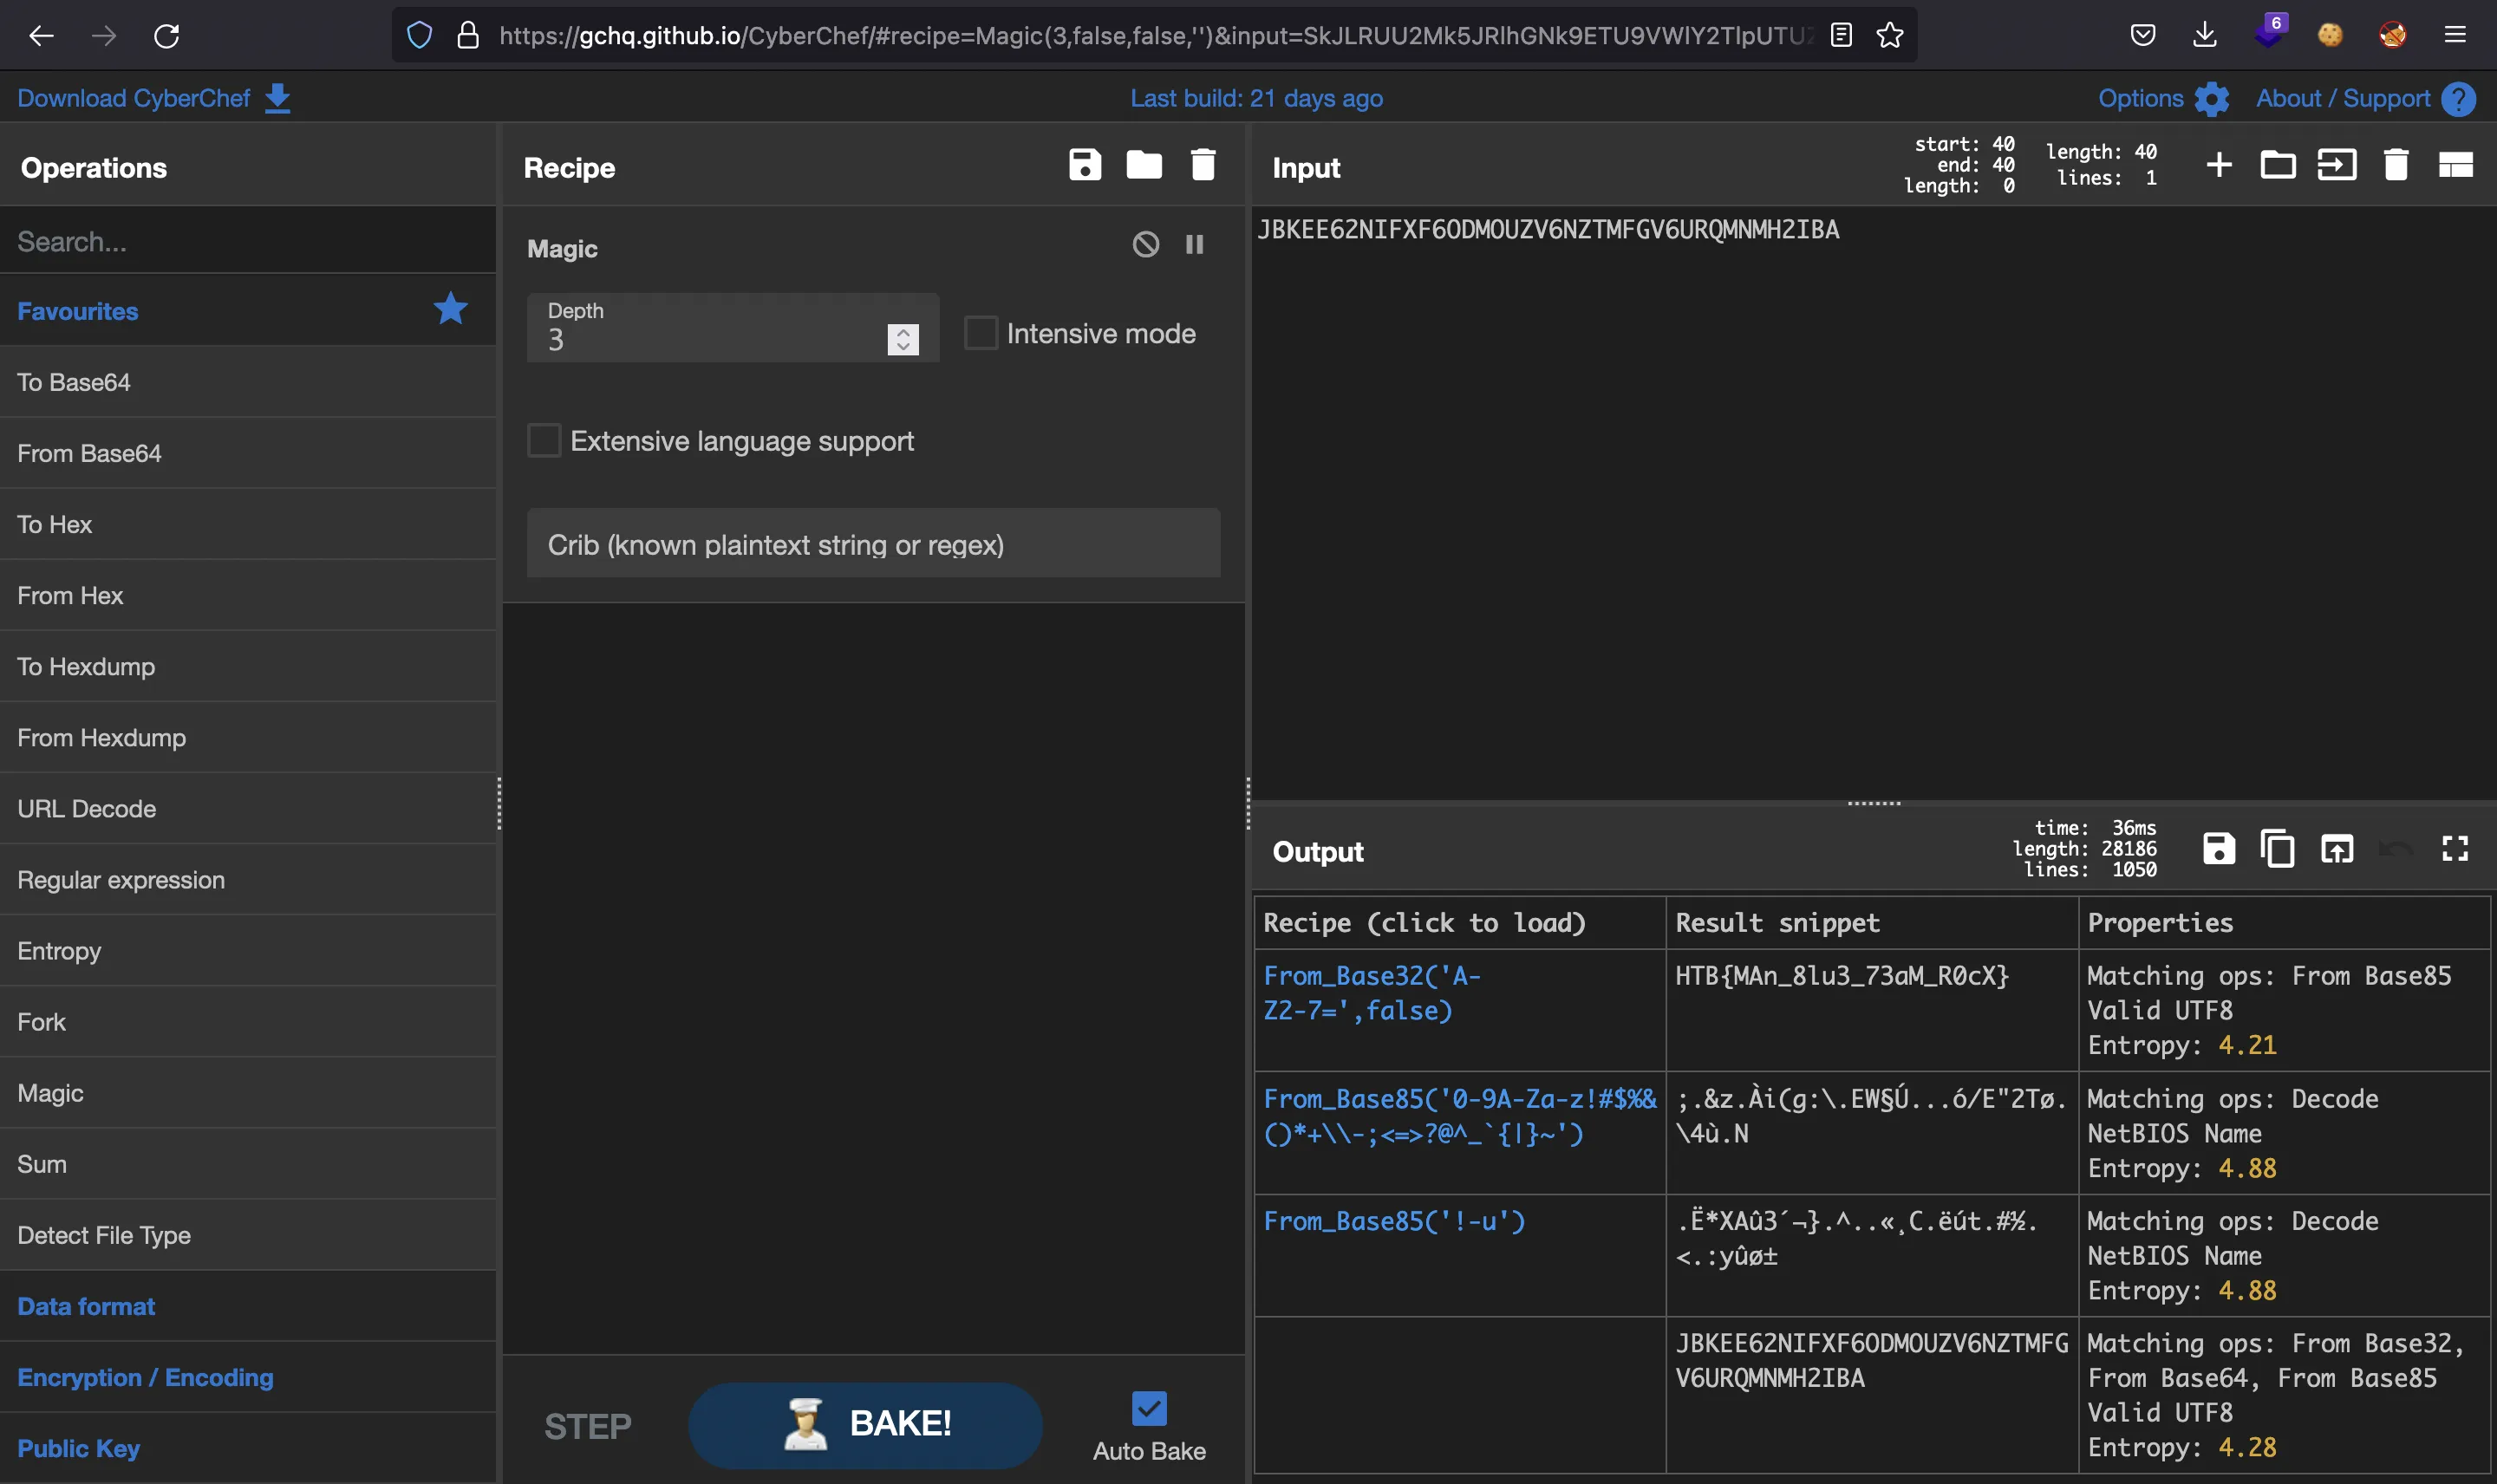 https://gchq.github.io/CyberChef/#recipe=Magic(3,false,false,'')&input=SkJLRUU2Mk5JRlhGNk9ETU9VWlY2TlpUTU
6
Download CyberChef
Last build: 21 days ago
Options
About / Support
?
Operations
Search...
Favourites
To Base64
From Base64
To Hex
From Hex
To Hexdump
From Hexdump
URL Decode
Regular expression
Entropy
Fork
Magic
Sum
Detect File Type
Data format
Encryption / Encoding
Public Key
Recipe
Magic
Depth
3
Intensive mode
Extensive language support
Crib (known plaintext string or regex)
STEP
BAKE!
Auto Bake
Input
start: 40
end: 40
length: 0
length: 40
lines: 1
JBKEE62NIFXF6ODMOUZV6NZTMFGV6URQMNMH2IBA
Output
time: 36ms
length: 28186
lines: 1050
Recipe (click to load)
Result snippet
Properties
From_Base32('A-
Z2-7=',false)
HTB{MAn_8lu3_73aM_R0cX}
Matching ops: From Base85
Valid UTF8
Entropy: 4.21
From_Base85('0-9A-Za-z!#$%&
()*+\\-;<=>?@^_`{|}~')
;.&z.Ài(g:\.EW§Ú...ó/E"2Tø.
\4ù.N
Matching ops: Decode
NetBIOS Name
Entropy: 4.88
From_Base85('!-u')
.Ë*XAû3´¬}.^..«¸C.ëút.#½.
<.:yûø±
Matching ops: Decode
NetBIOS Name
Entropy: 4.88
JBKEE62NIFXF6ODMOUZV6NZTMFG
V6URQMNMH2IBA
Matching ops: From Base32,
From Base64, From Base85
Valid UTF8
Entropy: 4.28